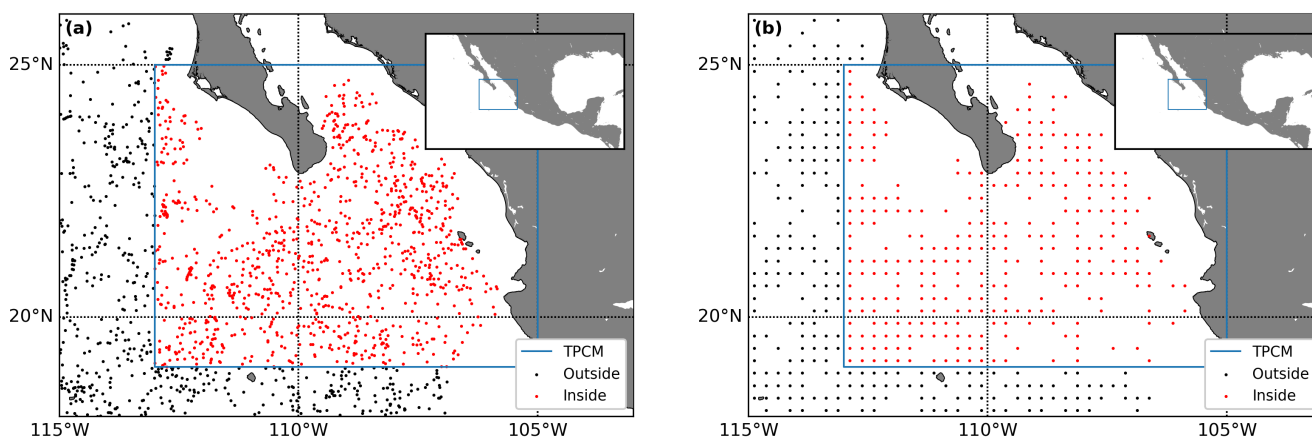 (a)
25°N
20°N
TPCM
Outside
Inside
115°W
110°W
105°W
(b)
25°N
20°N
TPCM
Outside
Inside
115°W
110°W
105°W